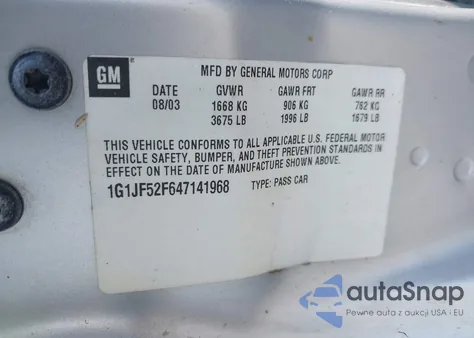 GM
MFD BY GENERAL MOTORS CORP
DATE GVWR GAWR FRT GAWR RR
08/03 1668 KG 906 KG 762 KG
3675 LB 1996 LB 1679 LB
THIS VEHICLE CONFORMS TO ALL APPLICABLE U.S. FEDERAL MOTOR
VEHICLE SAFETY, BUMPER, AND THEFT PREVENTION STANDARDS IN
EFFECT ON THE DATE OF MANUFACTURE SHOWN ABOVE.
1G1JF52F647141968 TYPE: PASS CAR
autoSnap
Pewne auta z aukcji USA i EU